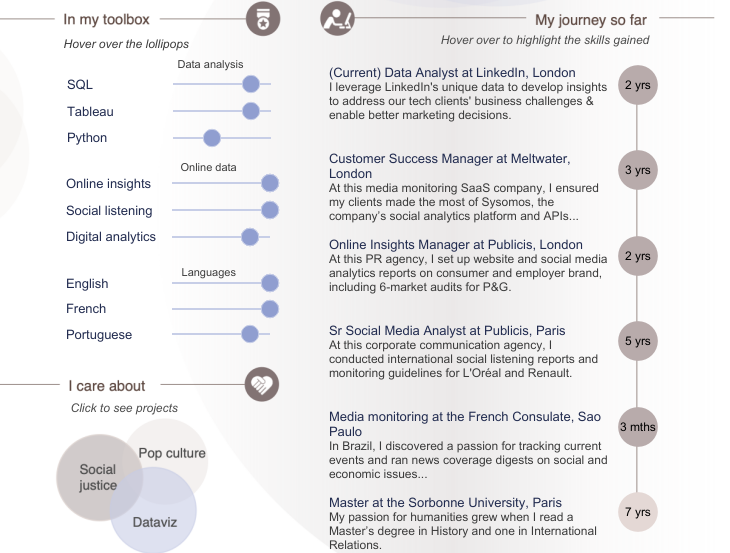 In my toolbox
Hover over the lollipops
Data analysis
SQL
Tableau
Python
Online data
Online insights
Social listening
Digital analytics
Languages
English
French
Portuguese
I care about
Click to see projects
Pop culture
Social
justice
Dataviz
My journey so far
Hover over to highlight the skills gained
(Current) Data Analyst at LinkedIn, London
I leverage LinkedIn's unique data to develop insights
to address our tech clients' business challenges &
enable better marketing decisions.
2 yrs
Customer Success Manager at Meltwater,
London
At this media monitoring SaaS company, I ensured
my clients made the most of Sysomos, the
company's social analytics platform and APIs...
3 yrs
Online Insights Manager at Publicis, London
At this PR agency, I set up website and social media
analytics reports on consumer and employer brand,
including 6-market audits for P&G.
2 yrs
Sr Social Media Analyst at Publicis, Paris
At this corporate communication agency, I
conducted international social listening reports and
monitoring guidelines for L'Oréal and Renault.
5 yrs
Media monitoring at the French Consulate, Sao
Paulo
In Brazil, I discovered a passion for tracking current
events and ran news coverage digests on social and
economic issues...
3 mths
Master at the Sorbonne University, Paris
My passion for humanities grew when I read a
Master's degree in History and one in International
Relations.
7 yrs